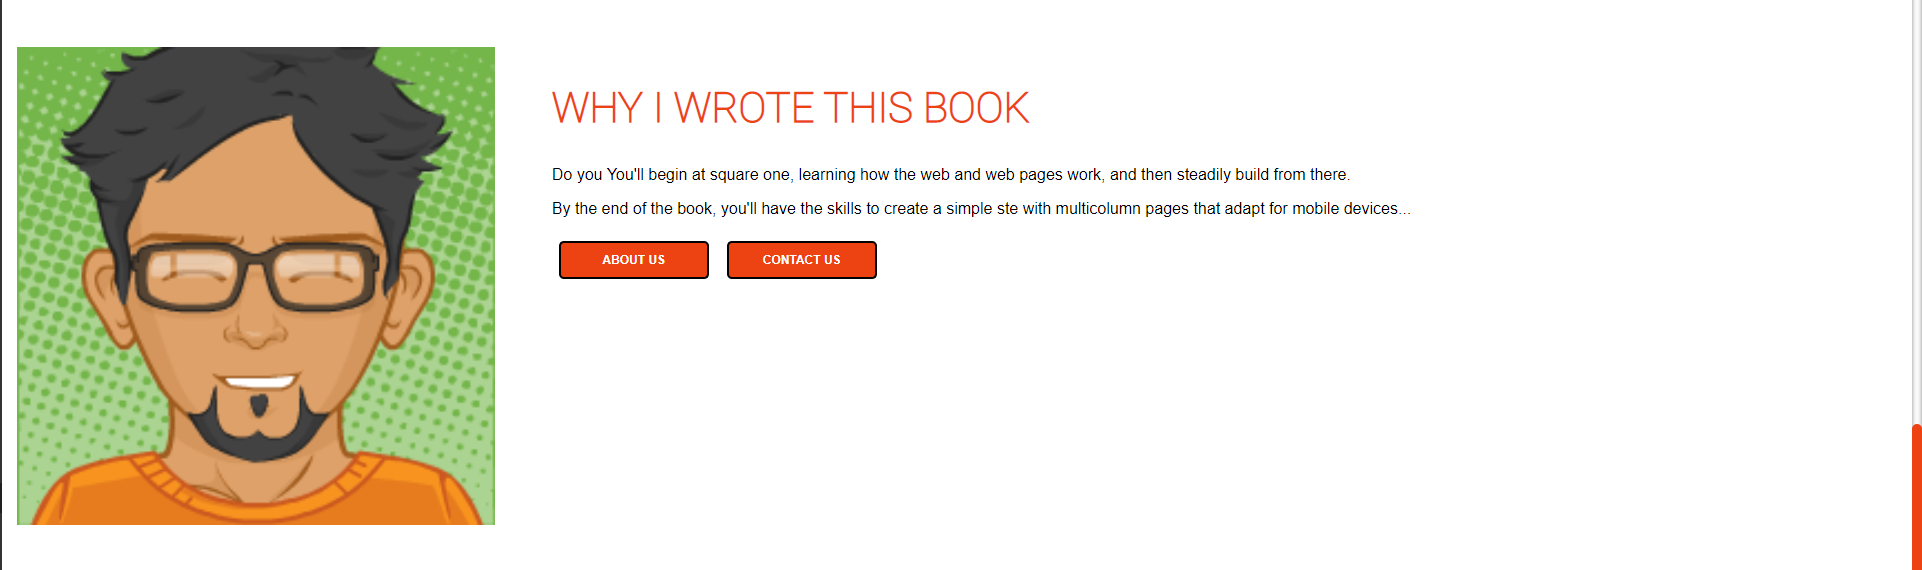 WHY I WROTE THIS BOOK
Do you You'll begin at square one, learning how the web and web pages work, and then steadily build from there.
By the end of the book, you'll have the skills to create a simple ste with multicolumn pages that adapt for mobile devices...
ABOUT US
CONTACT US